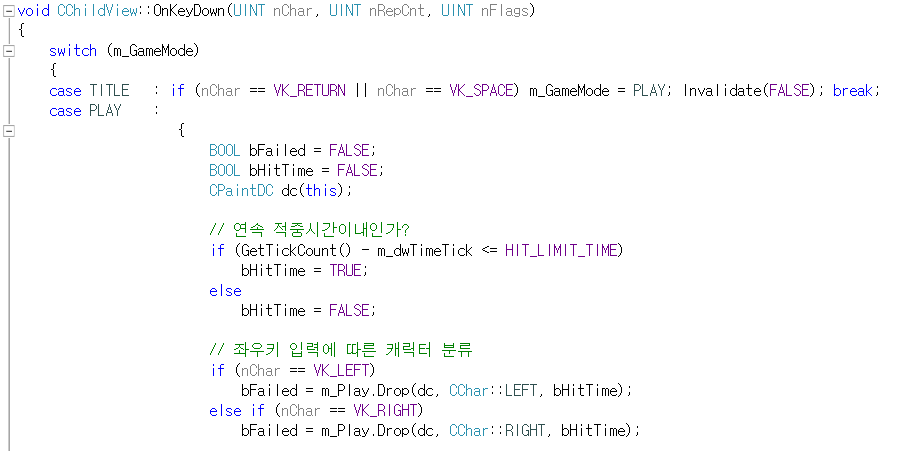 void CChildView::OnKeyDown(UINT nChar, UINT nRepCnt, UINT nFlags)
{
switch (m_GameMode)
{
case TITLE : if (nChar == VK_RETURN || nChar == VK_SPACE) m_GameMode = PLAY; Invalidate(FALSE); break;
case PLAY :
{
BOOL bFailed = FALSE;
BOOL bHitTime = FALSE;
CPaintDC dc(this);
// 연속 적중시간이내인가?
if (GetTickCount() - m_dwTimeTick <= HIT_LIMIT_TIME)
bHitTime = TRUE;
else
bHitTime = FALSE;
// 좌우키 입력에 따른 캐릭터 분류
if (nChar == VK_LEFT)
bFailed = m_Play.Drop(dc, CChar::LEFT, bHitTime);
else if (nChar == VK_RIGHT)
bFailed = m_Play.Drop(dc, CChar::RIGHT, bHitTime);